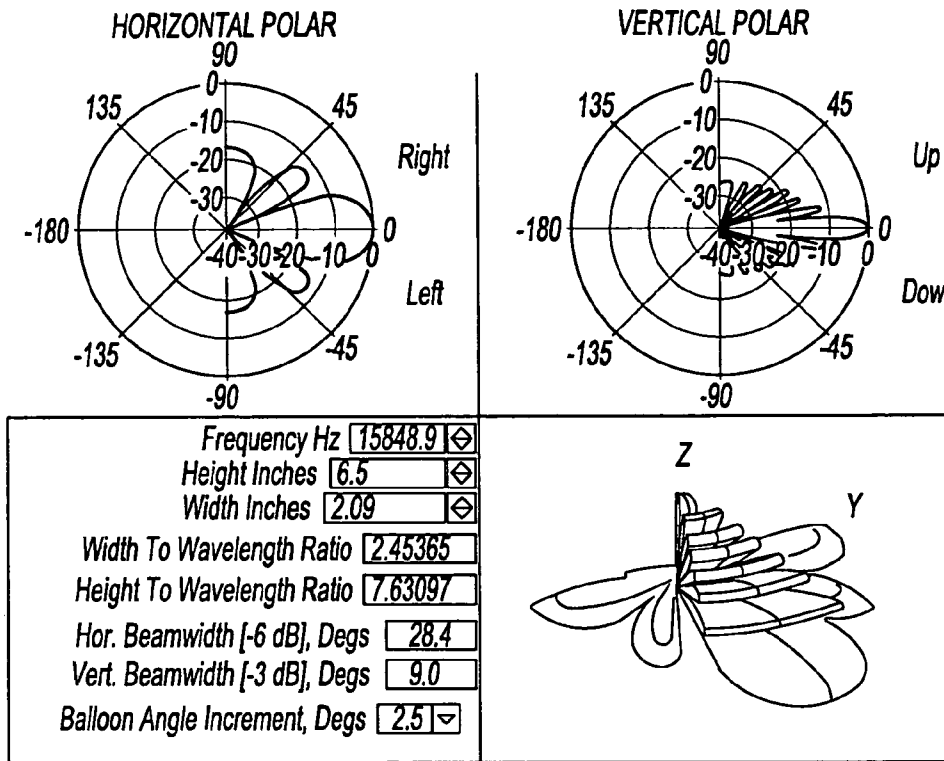 HORIZONTAL POLAR
90
0
135
45
-10
-20
-30
Right
-180
0
-40
-30
-20
-10
0
Left
-135
-45
-90
VERTICAL POLAR
90
0
135
45
-10
-20
-30
Up
-180
0
-40
-30
-20
-10
0
Dow
-135
-45
-90
Frequency Hz 15848.9
Height Inches 6.5
Width Inches 2.09
Width To Wavelength Ratio 2.45365
Height To Wavelength Ratio 7.63097
Hor. Beamwidth [-6 dB], Degs 28.4
Vert. Beamwidth [-3 dB], Degs 9.0
Balloon Angle Increment, Degs 2.5
Z
Y